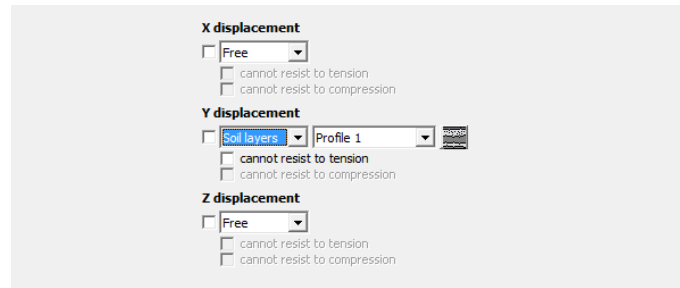 X displacement
Free
cannot resist to tension
cannot resist to compression
Y displacement
Soil layers Profile 1
cannot resist to tension
cannot resist to compression
Z displacement
Free
cannot resist to tension
cannot resist to compression